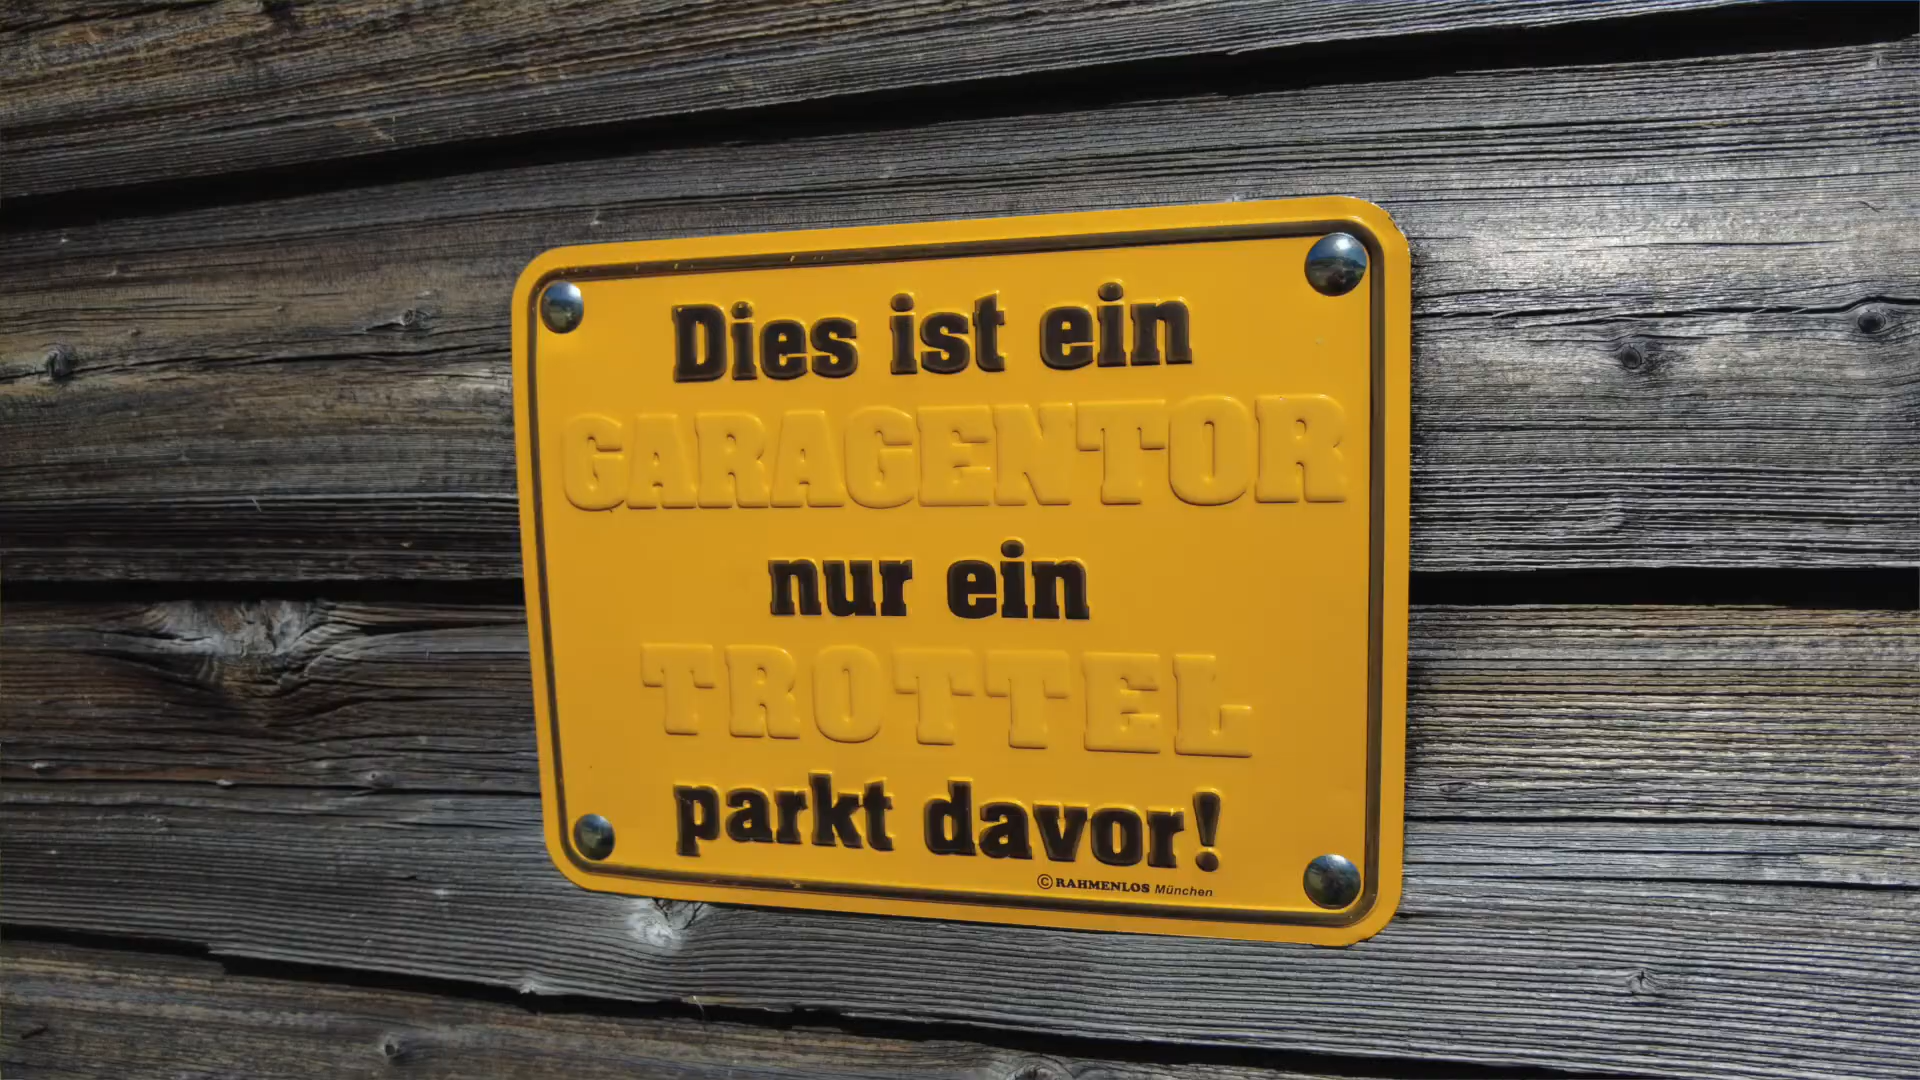 Dies ist ein
GARAGENTOR
nur ein
TROTTEL
parkt davor!
© RAHMENLOS München